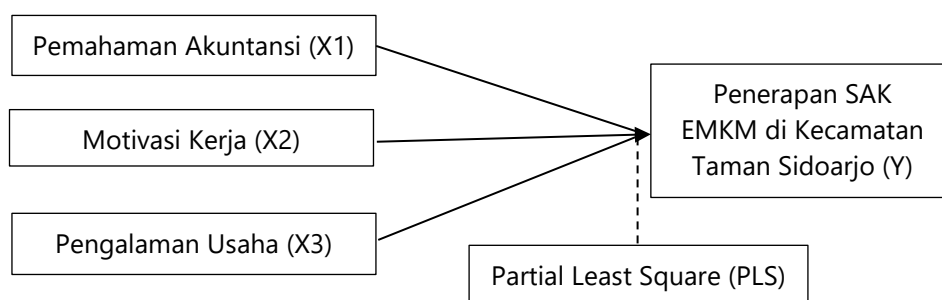 Pemahaman Akuntansi (X1)
Motivasi Kerja (X2)
Pengalaman Usaha (X3)
Penerapan SAK
EMKM di Kecamatan
Taman Sidoarjo (Y)
Partial Least Square (PLS)